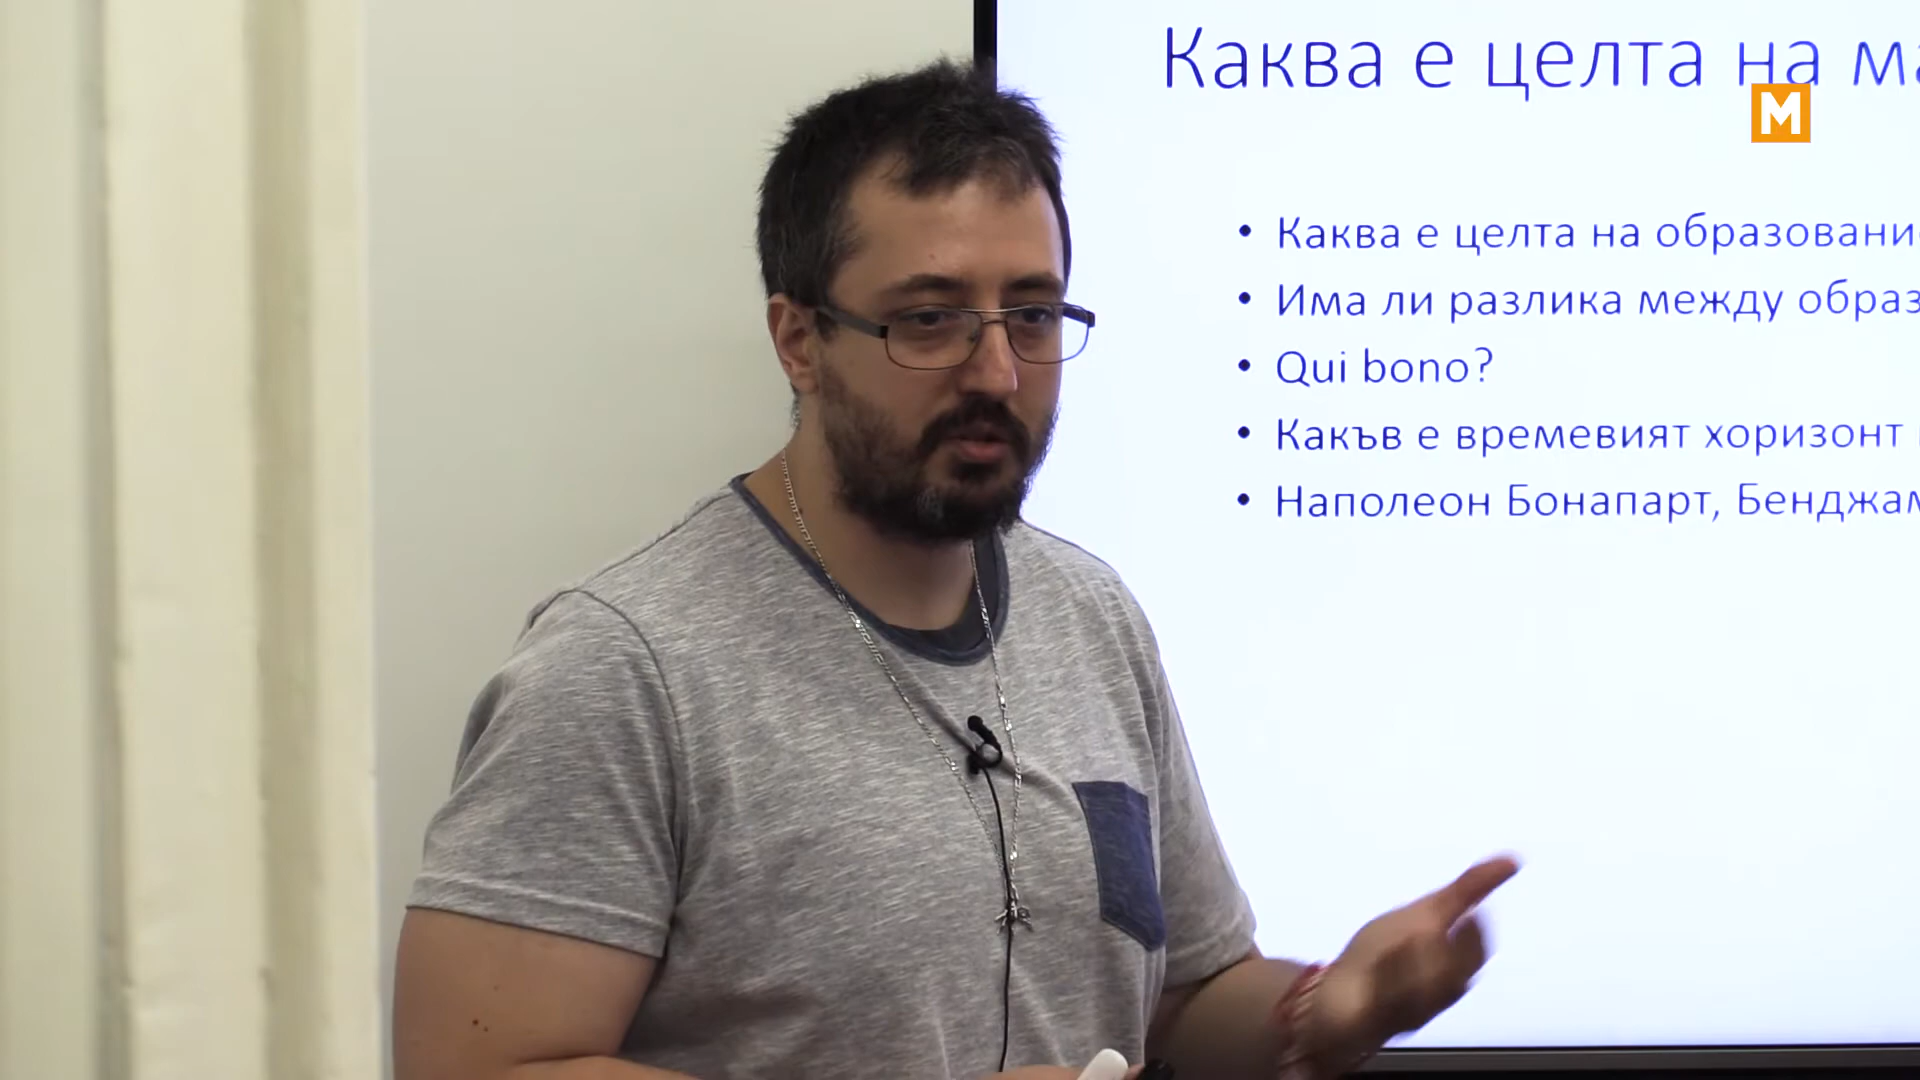 Каква е целта на
M
Каква е целта на
Има ли разлика между
Qui bono?
Какъв е времевият хоризонт
Наполеон Бонапарт,